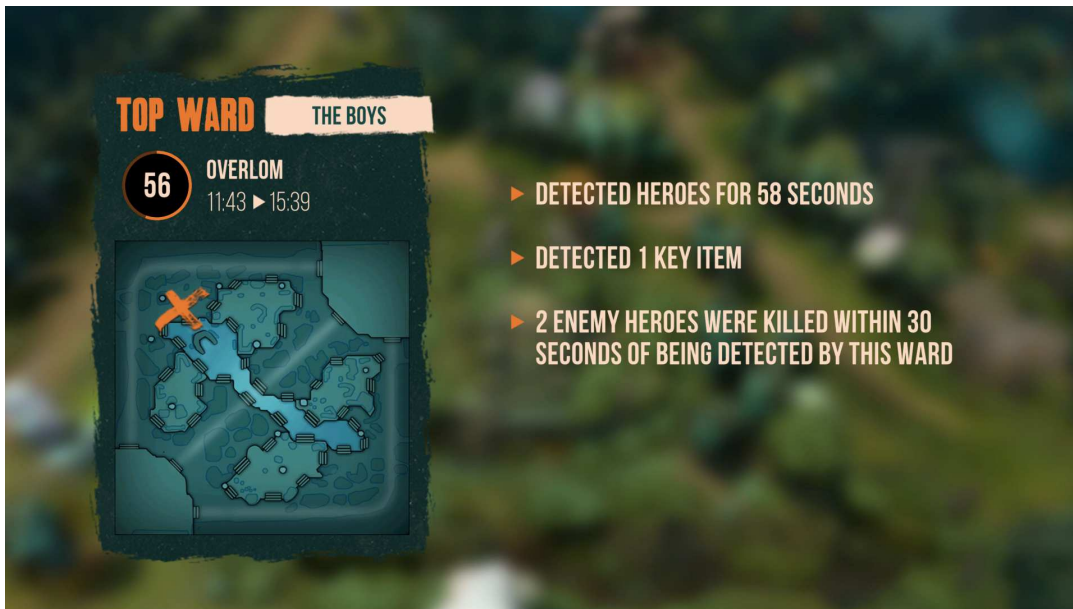 TOP WARD
THE BOYS
56
OVERLOM
11:43 ▶ 15:39
DETECTED HEROES FOR 58 SECONDS
DETECTED 1 KEY ITEM
2 ENEMY HEROES WERE KILLED WITHIN 30
SECONDS OF BEING DETECTED BY THIS WARD